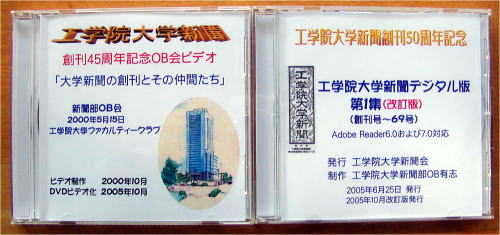 工学院大学新聞
創刊45周年記念OB会ビデオ
「大学新聞の創刊とその仲間たち」
新聞部OB会
2000年5月15日
工学院大学ファカルティークラブ
ビデオ制作 2000年10月
DVDビデオ化 2005年10月
工学院大学新聞創刊50周年記念
工学院大学新聞
工学院大学新聞デジタル版
第1集(改訂版)
(創刊号～69号)
Adobe Reader6.0および7.0対応
発行 工学院大学新聞会
制作 工学院大学新聞部OB有志
2005年6月25日 発行
2005年10月改訂版発行